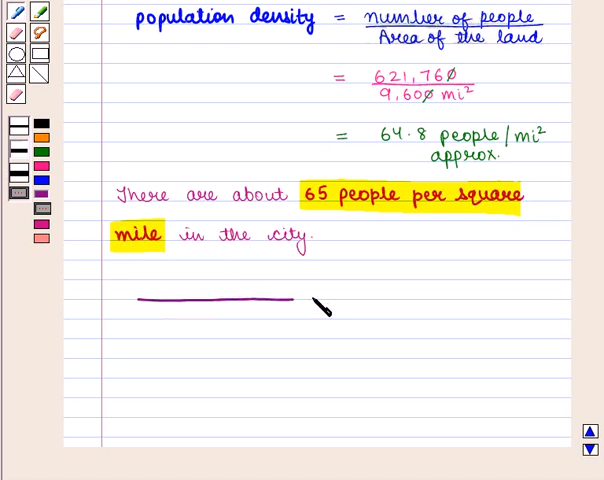 population density = number of people / Area of the land
= 621,760 / 9,600 mi²
= 64.8 people/mi²
approx.
There are about 65 people per square
mile in the city.